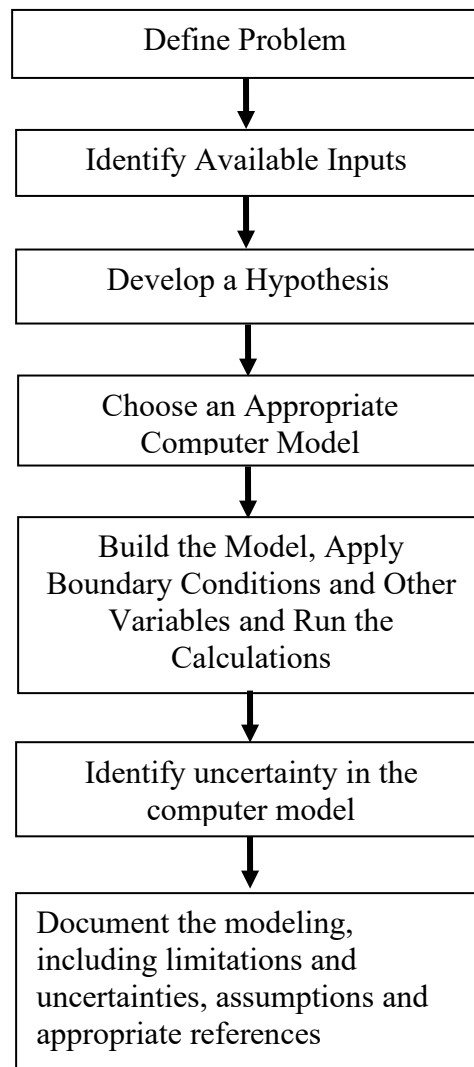 Define Problem
Identify Available Inputs
Develop a Hypothesis
Choose an Appropriate
Computer Model
Build the Model, Apply
Boundary Conditions and Other
Variables and Run the
Calculations
Identify uncertainty in the
computer model
Document the modeling,
including limitations and
uncertainties, assumptions and
appropriate references